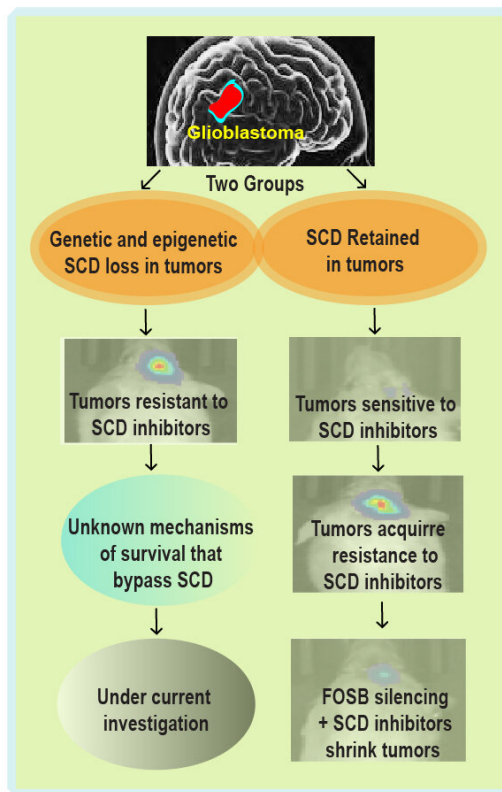 Glioblastoma
Two Groups
Genetic and epigenetic
SCD loss in tumors
SCD Retained
in tumors
Tumors resistant to
SCD inhibitors
Tumors sensitive to
SCD inhibitors
Unknown mechanisms
of survival that
bypass SCD
Tumors acquirre
resistance to
SCD inhibitors
Under current
investigation
FOSB silencing
+ SCD inhibitors
shrink tumors